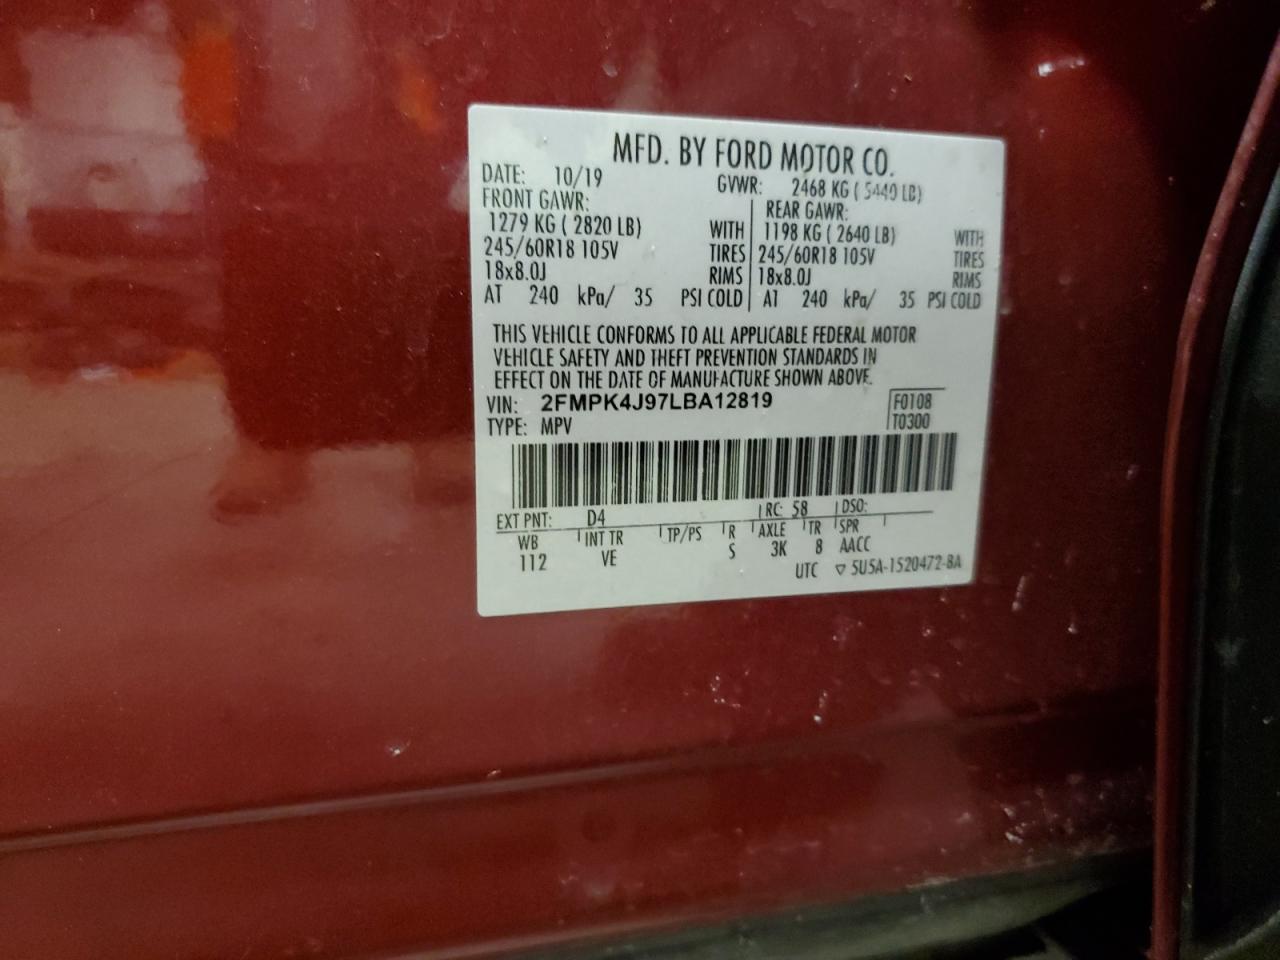 MFD. BY FORD MOTOR CO.
DATE: 10/19 GVWR: 2468 KG ( 5440 LB)
FRONT GAWR: REAR GAWR:
1279 KG ( 2820 LB) WITH 1198 KG ( 2640 LB) WITH
245/60R18 105V TIRES 245/60R18 105V TIRES
18x8.0J RIMS 18x8.0J RIMS
AT 240 kPa/ 35 PSI COLD AT 240 kPa/ 35 PSI COLD
THIS VEHICLE CONFORMS TO ALL APPLICABLE FEDERAL MOTOR
VEHICLE SAFETY AND THEFT PREVENTION STANDARDS IN
EFFECT ON THE DATE OF MANUFACTURE SHOWN ABOVE.
VIN: 2FMPK4J97LBA12819 F0108
TYPE: MPV T0300
EXT PNT: D4 RC: 58 DSO:
WB INT TR TP/PS R AXLE TR SPR
112 VE S 3K 8 AACC
UTC ▽ 5U5A-1520472-BA